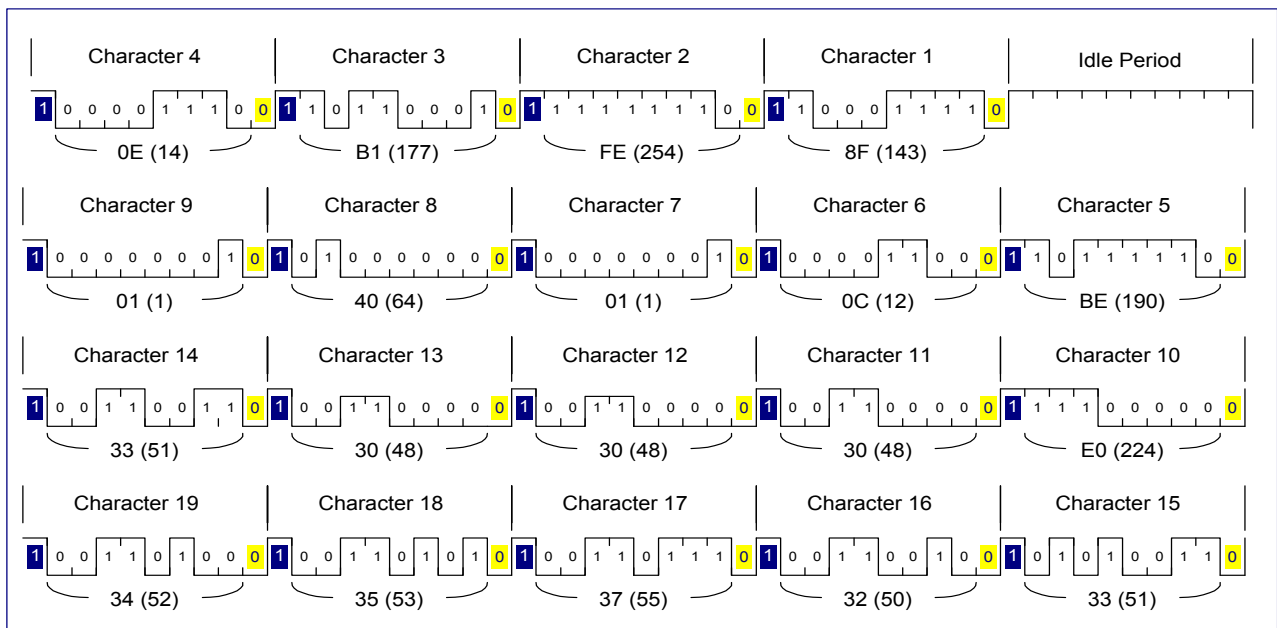 Character 4 Character 3 Character 2 Character 1 Idle Period
1 0 0 0 0 1 1 1 0 0 1 1 0 1 1 0 0 0 1 0 1 1 1 1 1 1 1 1 0 0 1 1 0 0 0 1 1 1 1 0
0E (14) B1 (177) FE (254) 8F (143)
Character 9 Character 8 Character 7 Character 6 Character 5
1 0 0 0 0 0 0 0 1 0 1 0 1 0 0 0 0 0 0 0 1 0 0 0 0 0 0 0 1 0 1 0 0 0 0 1 1 0 0 0 1 1 0 1 1 1 1 1 0 0
01 (1) 40 (64) 01 (1) 0C (12) BE (190)
Character 14 Character 13 Character 12 Character 11 Character 10
1 0 0 1 1 0 0 1 1 0 1 0 0 1 1 0 0 0 0 0 1 0 0 1 1 0 0 0 0 0 1 0 0 1 1 0 0 0 0 0 1 1 1 1 0 0 0 0 0 0
33 (51) 30 (48) 30 (48) 30 (48) E0 (224)
Character 19 Character 18 Character 17 Character 16 Character 15
1 0 0 1 1 0 1 0 0 0 1 0 0 1 1 0 1 0 1 0 1 0 0 1 1 0 1 1 1 0 1 0 0 1 1 0 0 1 0 0 1 0 1 0 1 0 0 1 1 0
34 (52) 35 (53) 37 (55) 32 (50) 33 (51)